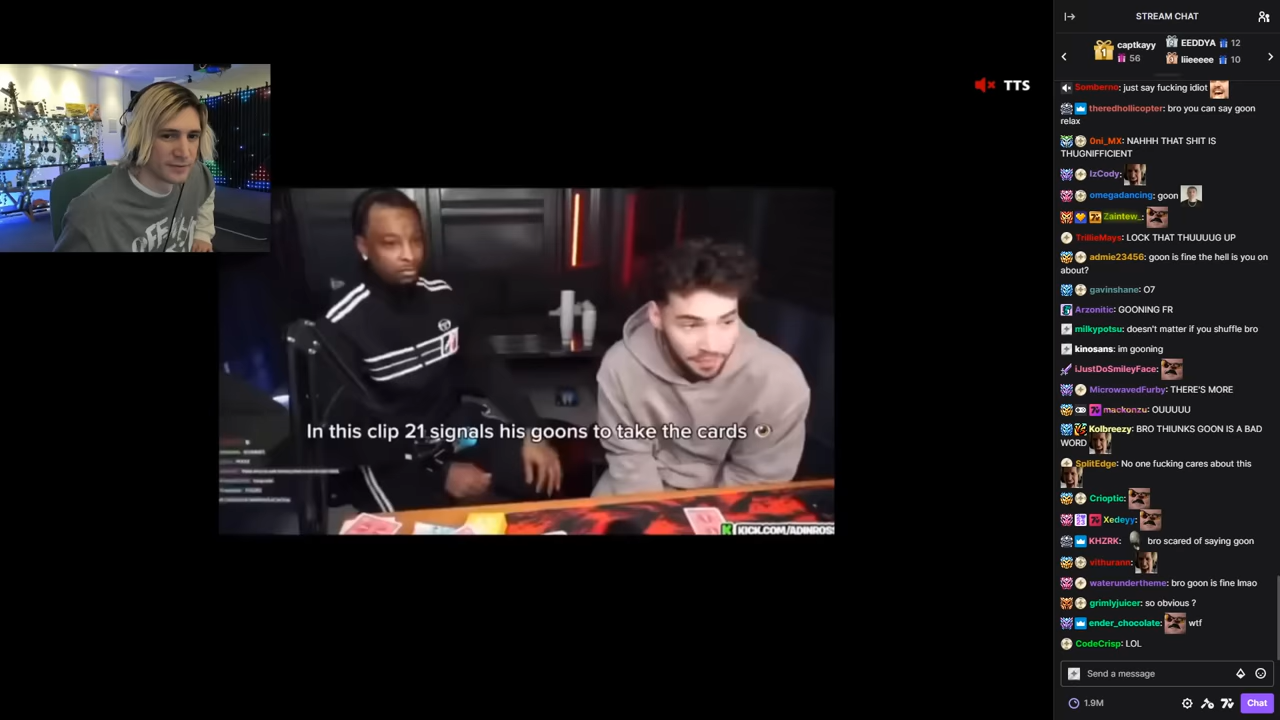 STREAM CHAT
captkayy
56
EEDDYA 12
liieeeee 10
TTS
Somberno: just say fucking idiot
theredhollicopter: bro you can say goon
relax
0ni_MX: NAHHH THAT SHIT IS
THUGNIFFICIENT
IzCody:
omegadancing: goon
Zaintew_:
TrillieMays: LOCK THAT THUUUUG UP
admie23456: goon is fine the hell is you on
about?
gavinshane: O7
Arzonitic: GOONING FR
milkypotsu: doesn't matter if you shuffle bro
kinosans: im gooning
iJustDoSmileyFace:
MicrowavedFurby: THERE'S MORE
mackonzu: OUUUUU
Kolbreezy: BRO THIUNKS GOON IS A BAD
WORD
SplitEdge: No one fucking cares about this
Crioptic:
Xedeyy:
KHZRK: bro scared of saying goon
vithurann:
waterundertheme: bro goon is fine lmao
grimlyjuicer: so obvious ?
ender_chocolate: wtf
CodeCrisp: LOL
Send a message
1.9M
Chat
In this clip 21 signals his goons to take the cards
KICK.COM/ADINROSS